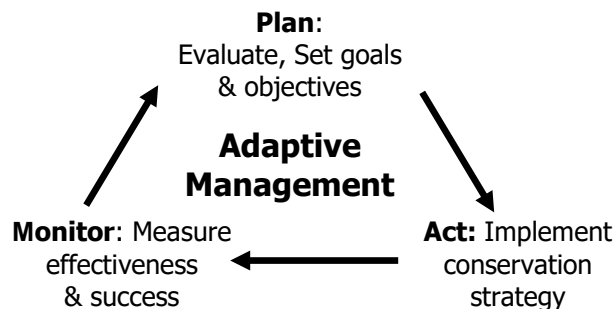 Plan:
Evaluate, Set goals
& objectives
Adaptive
Management
Monitor: Measure
effectiveness
& success
Act: Implement
conservation
strategy